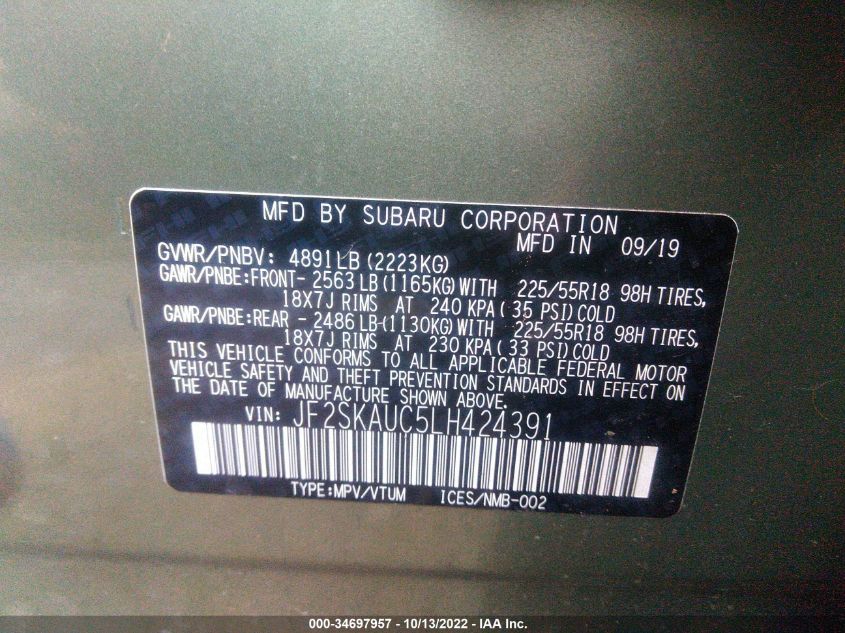 MFD BY SUBARU CORPORATION
MFD IN 09/19
GVWR/PNBV: 4891LB (2223KG)
GAWR/PNBE:FRONT- 2563 LB (1165KG) WITH 225/55R18 98H TIRES,
18X7J RIMS AT 240 KPA ( 35 PSI) COLD
GAWR/PNBE:REAR - 2486 LB (1130KG) WITH 225/55R18 98H TIRES,
18X7J RIMS AT 230 KPA ( 33 PSI) COLD
THIS VEHICLE CONFORMS TO ALL APPLICABLE FEDERAL MOTOR
VEHICLE SAFETY AND THEFT PREVENTION STANDARDS IN EFFECT ON
THE DATE OF MANUFACTURE SHOWN ABOVE.
VIN: JF2SKAUC5LH424391
TYPE:MPV/VTUM ICES/NMB-002
000-34697957 - 10/13/2022 - IAA Inc.